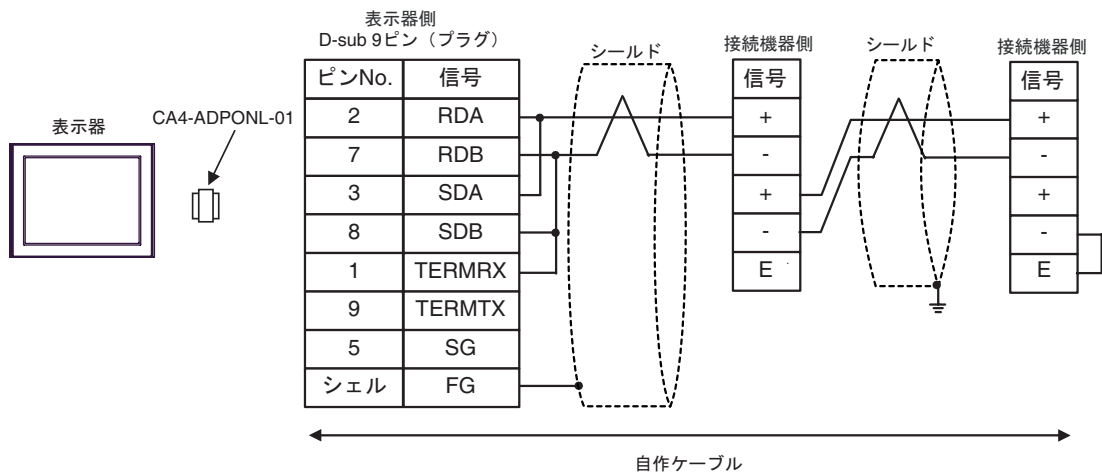 表示器側
D-sub 9ピン（プラグ）
シールド
接続機器側
シールド
接続機器側
ピンNo. 信号
信号
信号
表示器
CA4-ADPONL-01
2 RDA
+
+
7 RDB
-
-
3 SDA
+
+
8 SDB
-
-
1 TERMRX
E
E
9 TERMTX
5 SG
シェル FG
自作ケーブル